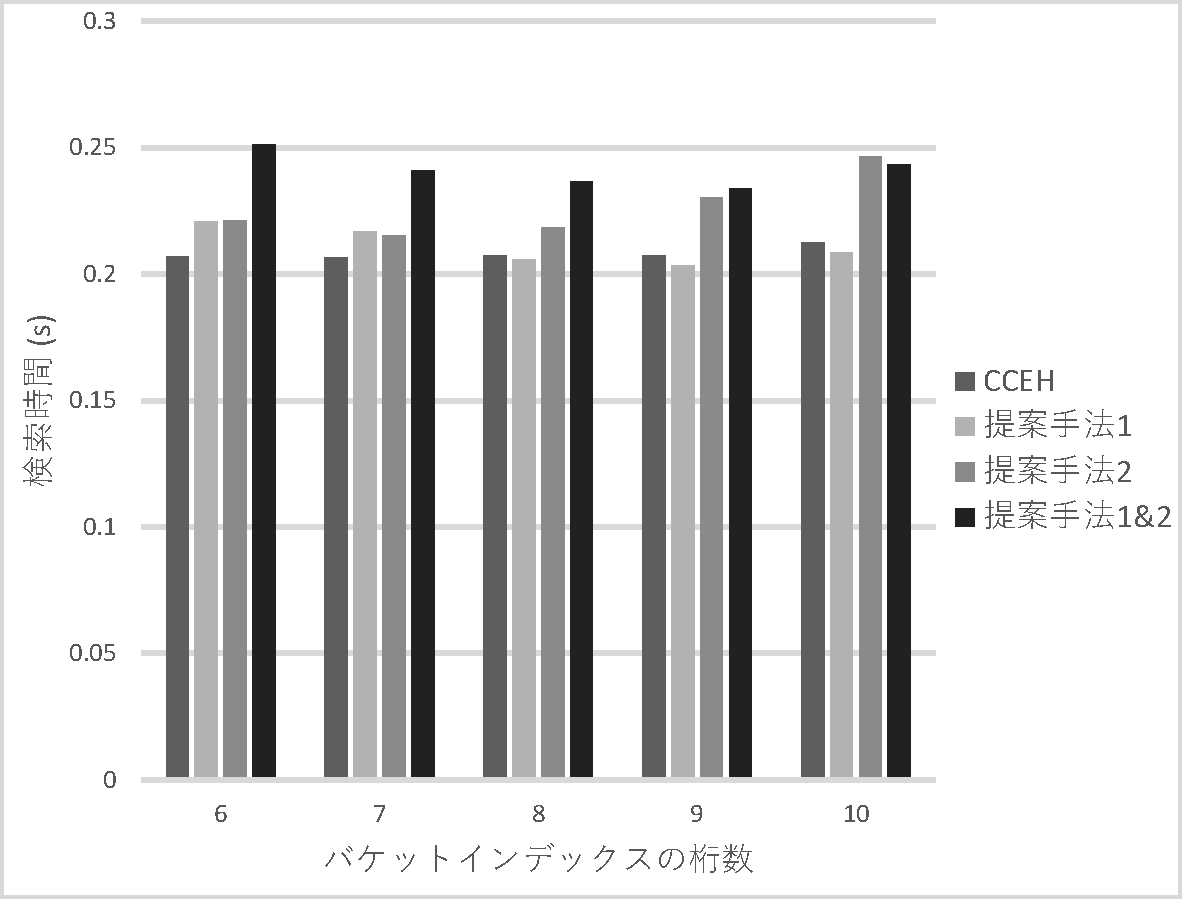 0.3
0.25
0.2
0.15
0.1
0.05
0
検索時間 (s)
6 7 8 9 10
バケットインデックスの桁数
CCEH
提案手法1
提案手法2
提案手法1&2